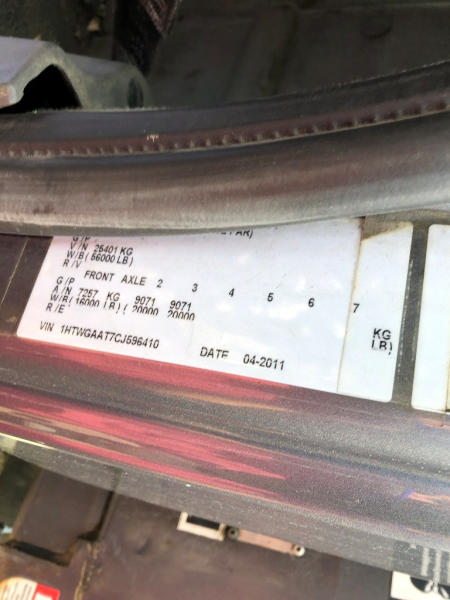 G/P
V/N 25401 KG
W/B(56000 LB)
R/V
FRONT AXLE 2 3 4 5 6 7
G/P
A/N 7257 KG 9071 9071 KG
W/B(16000 LB)( 20000 20000 LB)
R/E
VIN 1HTWGAAT7CJ596410 DATE 04-2011